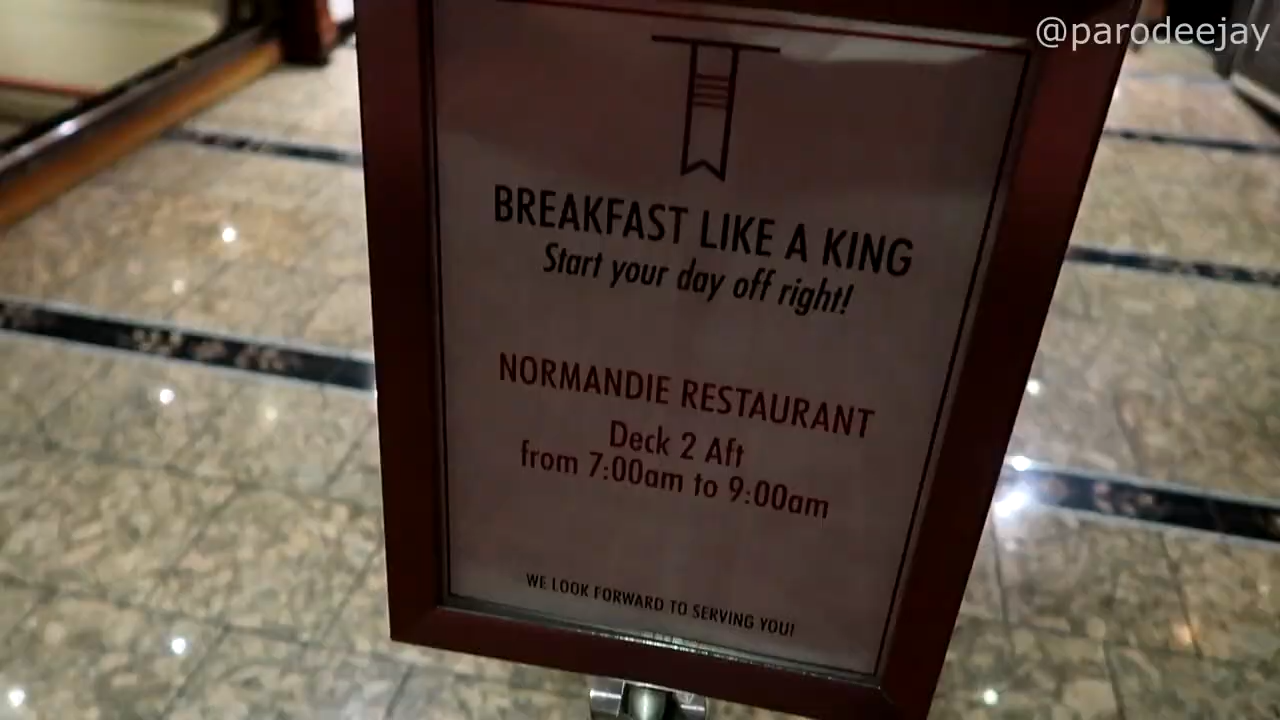 @parodeejay
BREAKFAST LIKE A KING
Start your day off right!
NORMANDIE RESTAURANT
Deck 2 Aft
from 7:00am to 9:00am
WE LOOK FORWARD TO SERVING YOU!